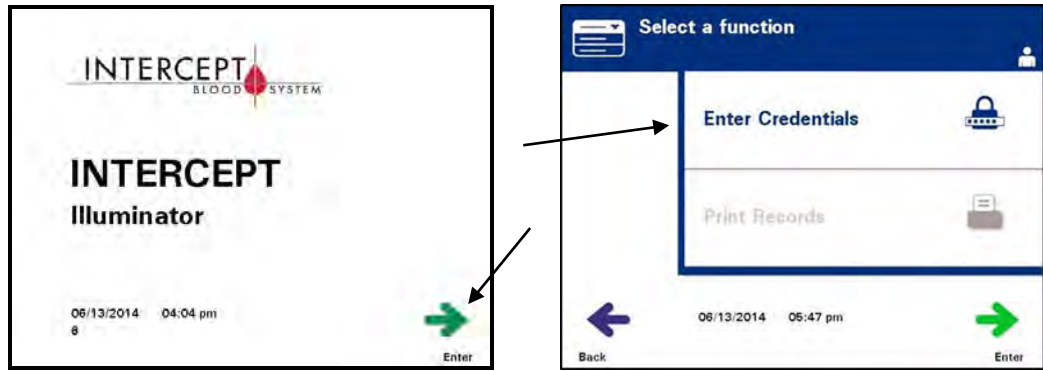 INTERCEPT
BLOOD SYSTEM
INTERCEPT
Illuminator
06/13/2014 04:04 pm
6
Enter
Select a function
Enter Credentials
Print Records
Back
06/13/2014 05:47 pm
Enter